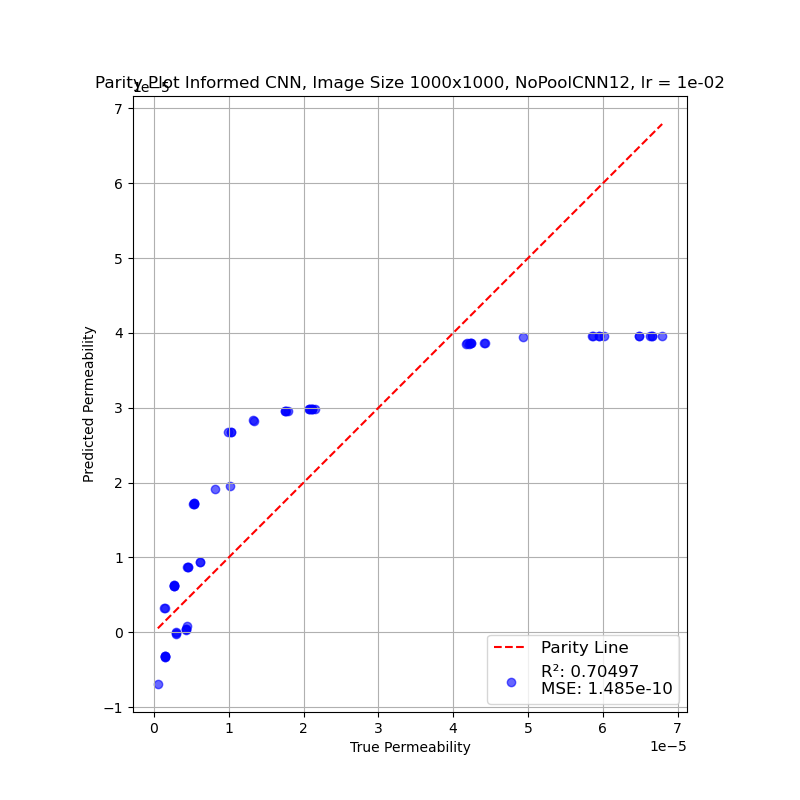 Parity Plot Informed CNN, Image Size 1000x1000, NoPoolCNN12, lr = 1e-02
1e−5
7
6
5
4
3
2
1
0
−1
Predicted Permeability
0 1 2 3 4 5 6 7
1e−5
True Permeability
Parity Line
R²: 0.70497
MSE: 1.485e-10